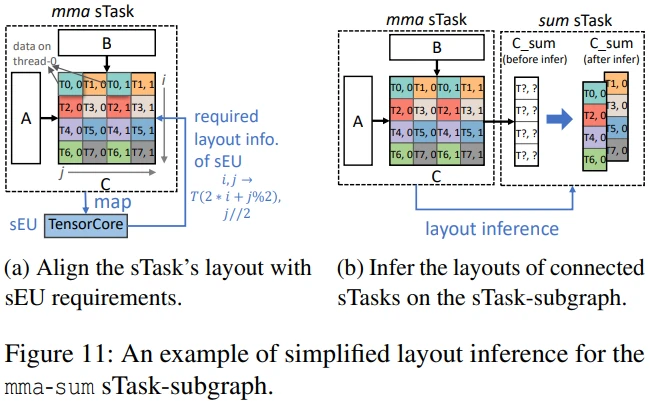 mma sTask
data on
thread-0
B
A
T0, 0 T1, 0 T0, 1 T1, 1
T2, 0 T3, 0 T2, 1 T3, 1
T4, 0 T5, 0 T4, 1 T5, 1
T6, 0 T7, 0 T6, 1 T7, 1
i
j
C
map
sEU
TensorCore
required
layout info.
of sEU
i, j →
T(2 * i + j%2),
j//2
(a) Align the sTask's layout with
sEU requirements.
mma sTask
B
A
T0, 0 T1, 0 T0, 1 T1, 1
T2, 0 T3, 0 T2, 1 T3, 1
T4, 0 T5, 0 T4, 1 T5, 1
T6, 0 T7, 0 T6, 1 T7, 1
C
sum sTask
C_sum
(before infer)
T?, ?
T?, ?
T?, ?
T?, ?
C_sum
(after infer)
T0, 0 T1, 0
T2, 0 T3, 0
T4, 0 T5, 0
T6, 0 T7, 0
layout inference
(b) Infer the layouts of connected
sTasks on the sTask-subgraph.
Figure 11: An example of simplified layout inference for the
mma-sum sTask-subgraph.